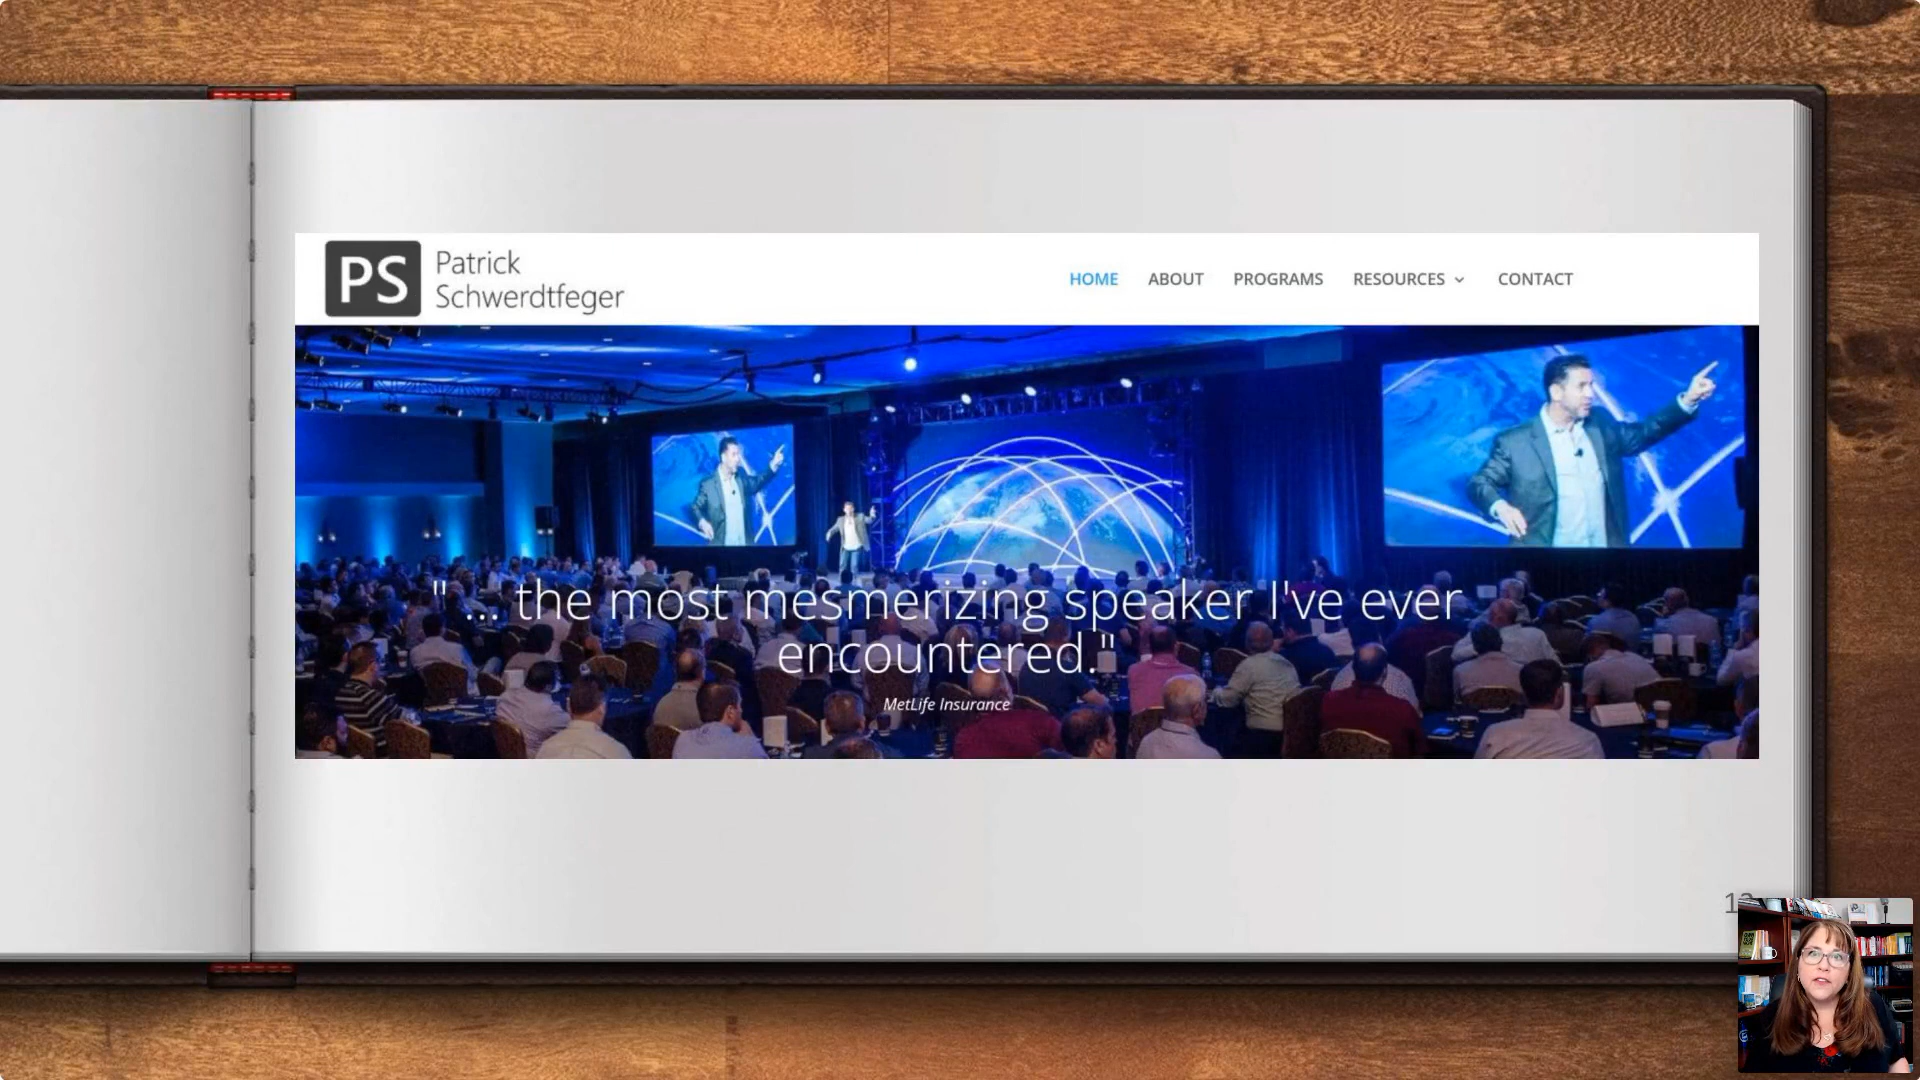 PS
Patrick
Schwerdtfeger
HOME ABOUT PROGRAMS RESOURCES CONTACT
"... the most mesmerizing speaker I've ever
encountered."
MetLife Insurance